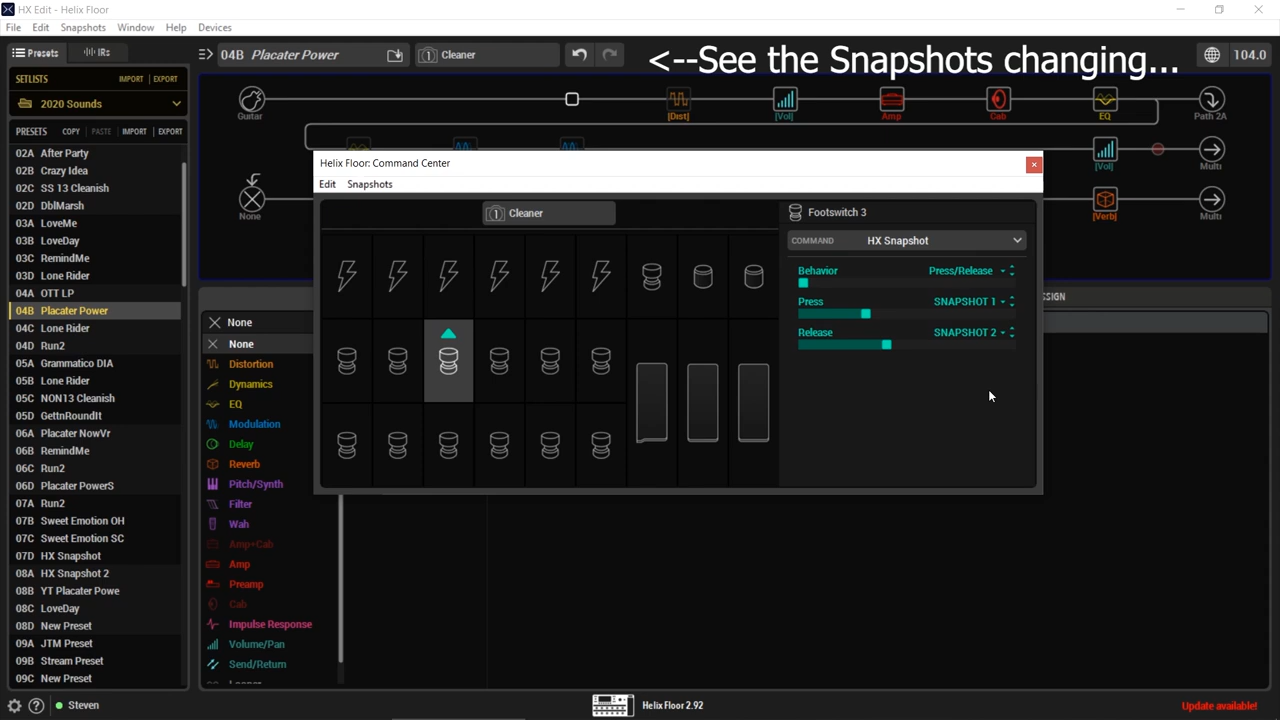 HX Edit - Helix Floor
File Edit Snapshots Window Help Devices
Presets IRs
04B Placater Power
1 Cleaner
<--See the Snapshots changing...
104.0
SETLISTS IMPORT EXPORT
2020 Sounds
PRESETS COPY PASTE IMPORT EXPORT
02A After Party
02B Crazy Idea
02C SS 13 Cleanish
02D DblMarsh
03A LoveMe
03B LoveDay
03C RemindMe
03D Lone Rider
04A OTT LP
04B Placater Power
04C Lone Rider
04D Run2
05A Grammatico DIA
05B Lone Rider
05C NON13 Cleanish
05D GettnRoundIt
06A Placater NowVr
06B RemindMe
06C Run2
06D PlacaterPowerS
07A Run2
07B Sweet Emotion OH
07C Sweet Emotion SC
07D HX Snapshot
08A HX Snapshot 2
08B YT Placater Powe
08C LoveDay
08D New Preset
09A JTM Preset
09B Stream Preset
09C New Preset
Guitar
[Dist]
[Vol]
Amp
Cab
EQ
Path 2A
[Vol]
Multi
None
[Verb]
Multi
Helix Floor: Command Center
Edit Snapshots
1 Cleaner
Footswitch 3
COMMAND HX Snapshot
Behavior Press/Release
Press SNAPSHOT 1
Release SNAPSHOT 2
SIGN
None
None
Distortion
Dynamics
EQ
Modulation
Delay
Reverb
Pitch/Synth
Filter
Wah
Amp+Cab
Amp
Preamp
Cab
Impulse Response
Volume/Pan
Send/Return
Looper
Steven
Helix Floor 2.92
Update available!